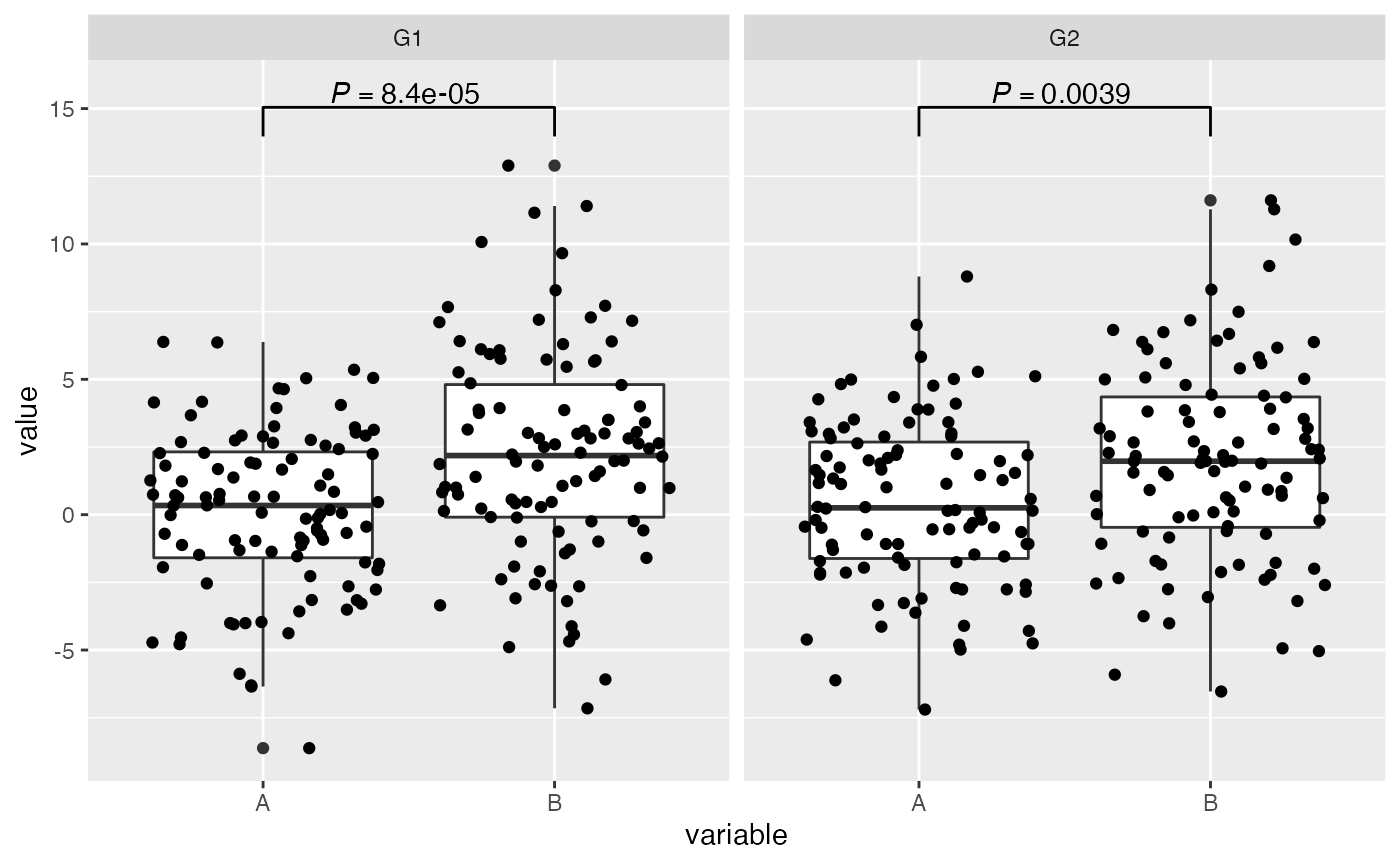 G1
G2
P = 8.4e-05
P = 0.0039
15
10
5
0
-5
value
A
B
A
B
variable